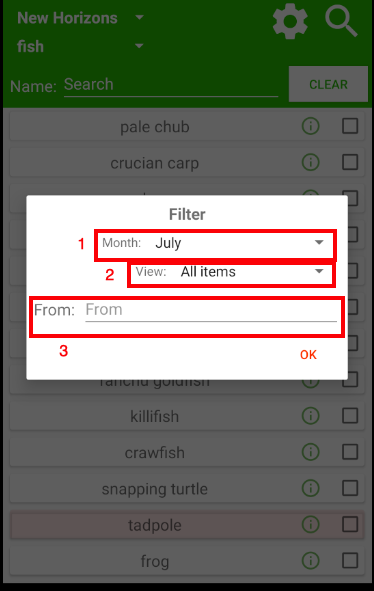 New Horizons
fish
Name: Search CLEAR
pale chub
crucian carp
Filter
1 Month: July
2 View: All items
From: From
3
OK
ranchu goldfish
killifish
crawfish
snapping turtle
tadpole
frog